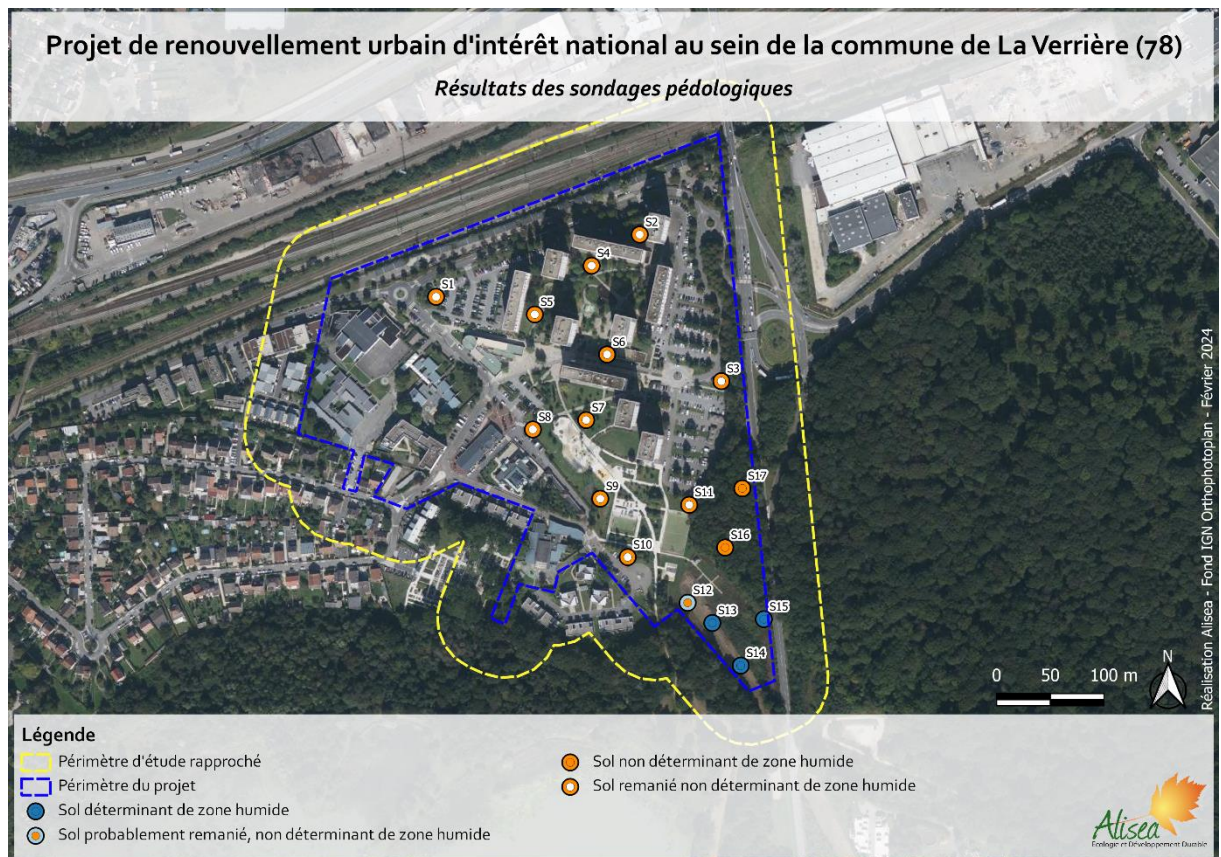 Projet de renouvellement urbain d'intérêt national au sein de la commune de La Verrière (78)
Résultats des sondages pédologiques
S2
S4
S1
S5
S6
S3
S7
S8
S17
S9
S11
S16
S10
S12
S13
S15
S14
N
0 50 100 m
Réalisation Alisea - Fond IGN Orthophotoplan - Février 2024
Légende
Périmètre d'étude rapproché
Périmètre du projet
Sol déterminant de zone humide
Sol probablement remanié, non déterminant de zone humide
Sol non déterminant de zone humide
Sol remanié non déterminant de zone humide
Alisea
Ecologie et Développement Durable